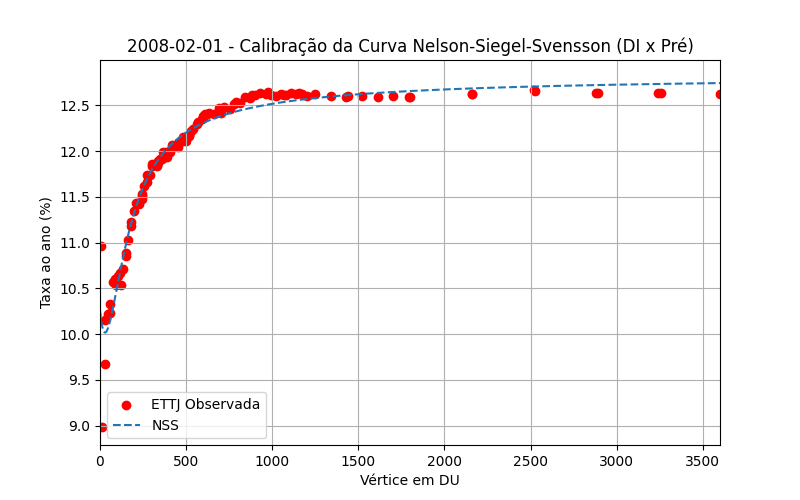 2008-02-01 - Calibração da Curva Nelson-Siegel-Svensson (DI x Pré)
Taxa ao ano (%)
12.5
12.0
11.5
11.0
10.5
10.0
9.5
9.0
ETTJ Observada
NSS
0 500 1000 1500 2000 2500 3000 3500
Vértice em DU